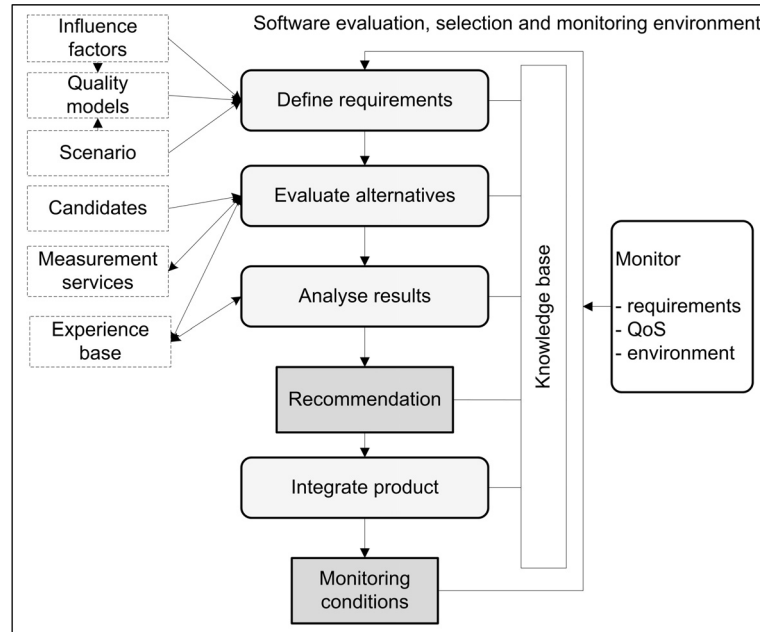 Software evaluation, selection and monitoring environment
Influence
factors
Quality
models
Scenario
Candidates
Measurement
services
Experience
base
Define requirements
Evaluate alternatives
Analyse results
Recommendation
Integrate product
Monitoring
conditions
Knowledge base
Monitor
- requirements
- QoS
- environment